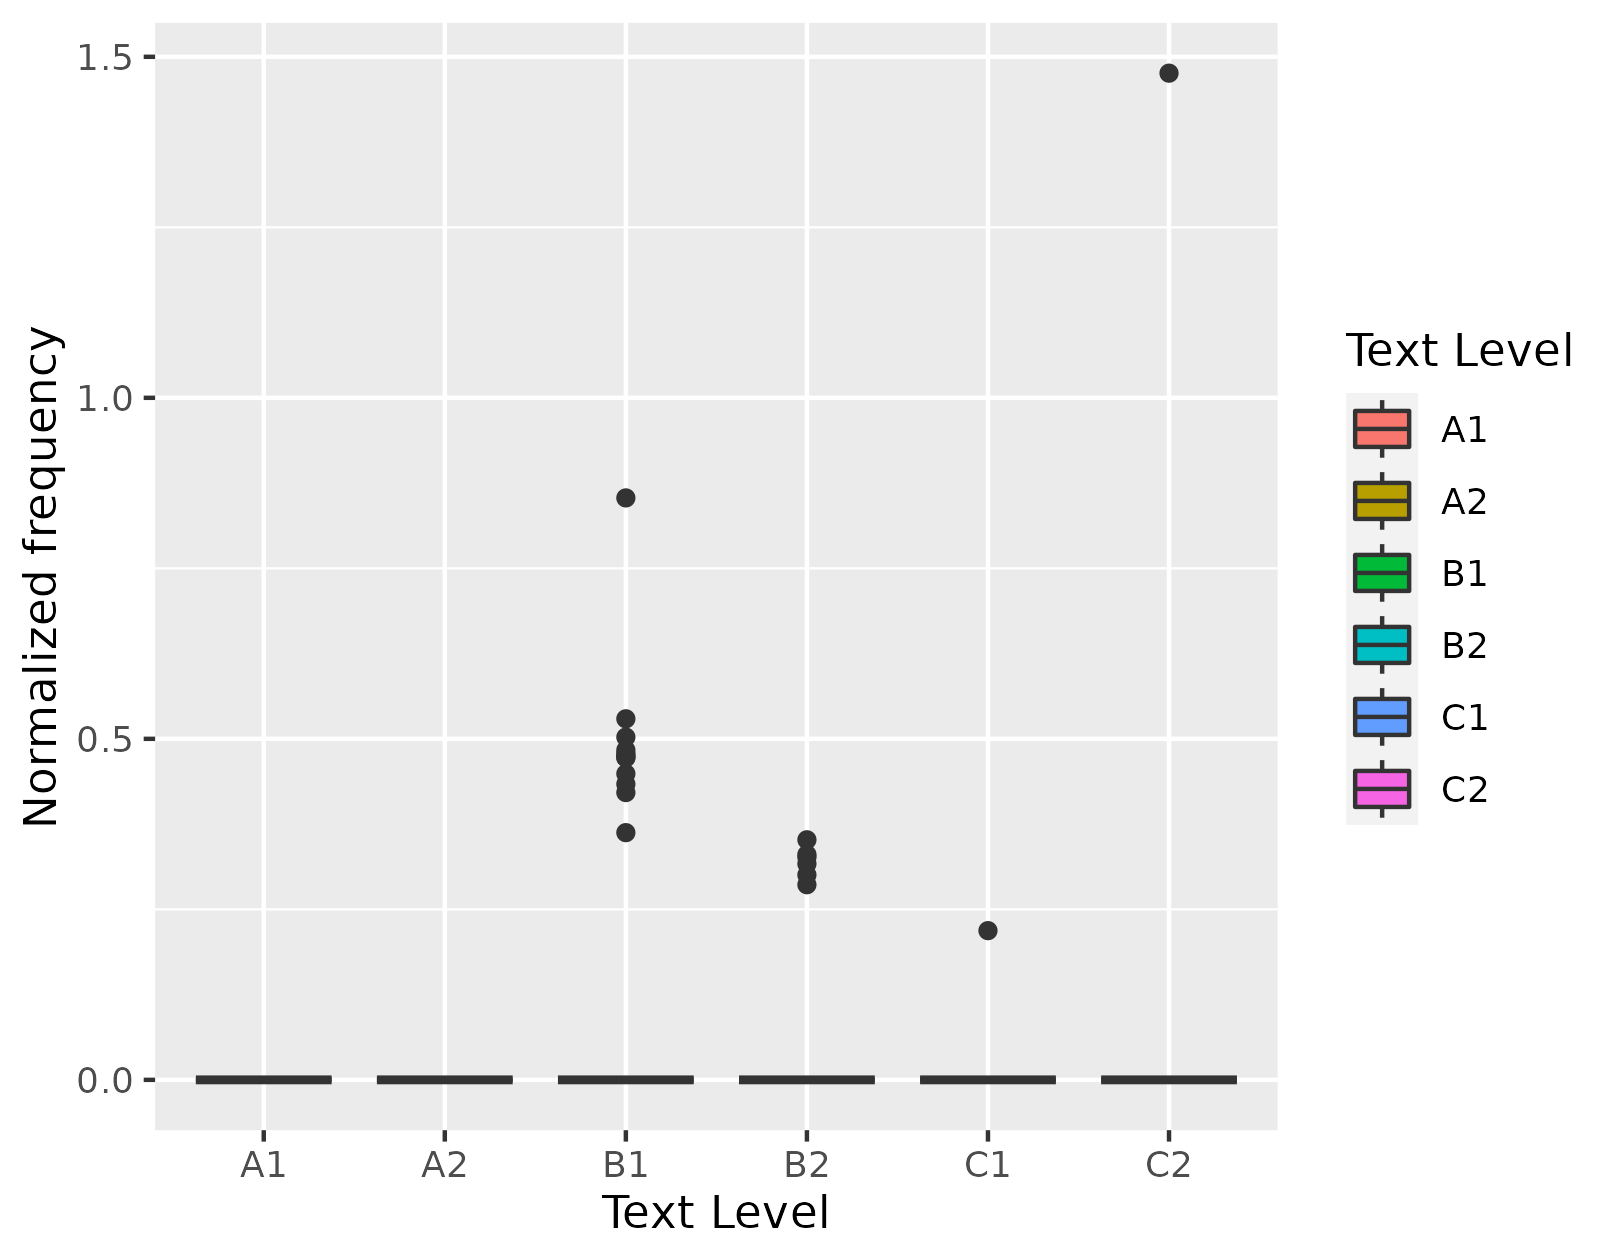 Normalized frequency
1.5
1.0
0.5
0.0
A1 A2 B1 B2 C1 C2
Text Level
Text Level
A1
A2
B1
B2
C1
C2